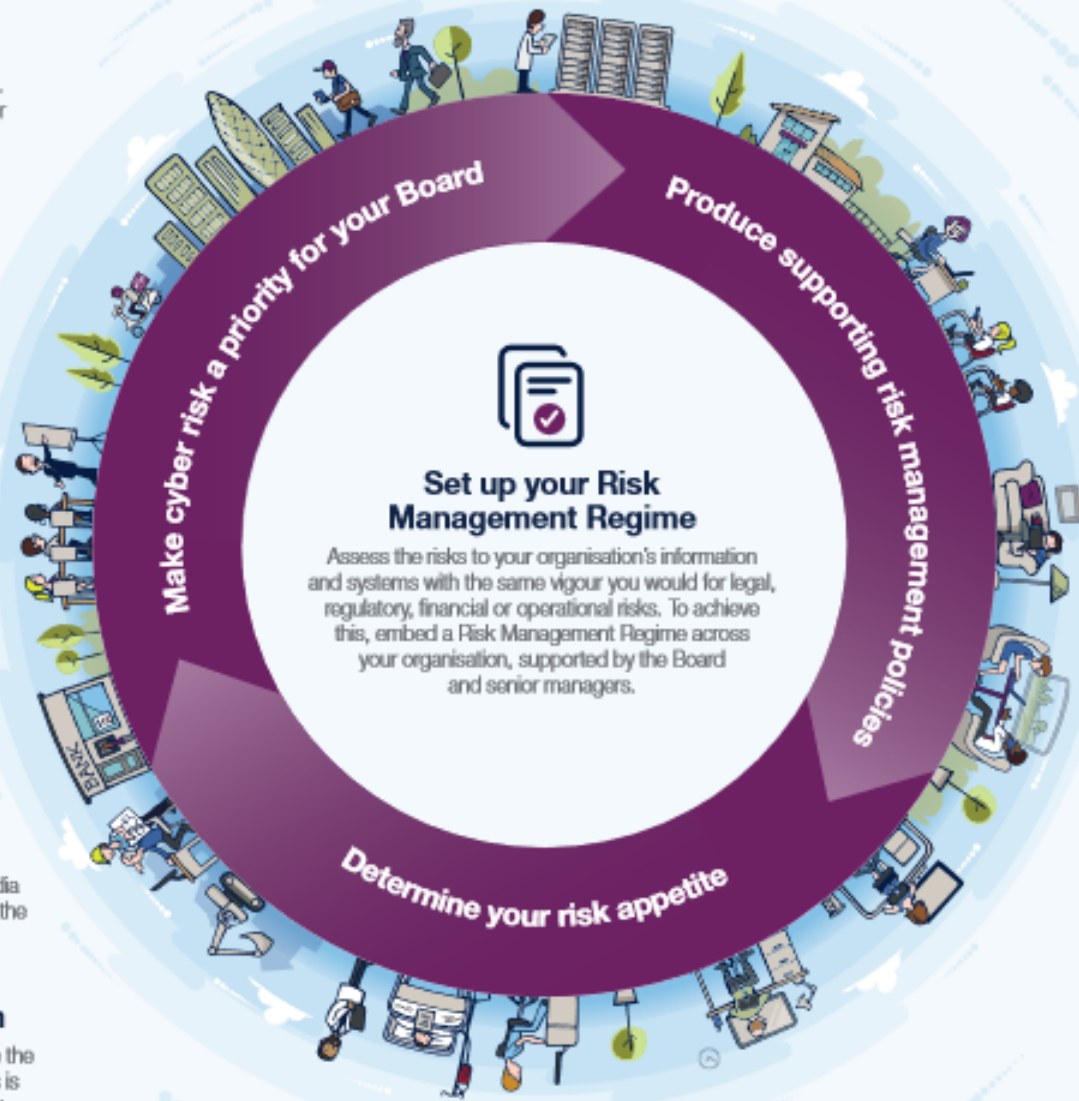 Make cyber risk a priority for your Board
Produce supporting risk management policies
Determine your risk appetite
Set up your Risk
Management Regime
Assess the risks to your organisation's information
and systems with the same vigour you would for legal,
regulatory, financial or operational risks. To achieve
this, embed a Risk Management Regime across
your organisation, supported by the Board
and senior managers.
BANK
the
the
is